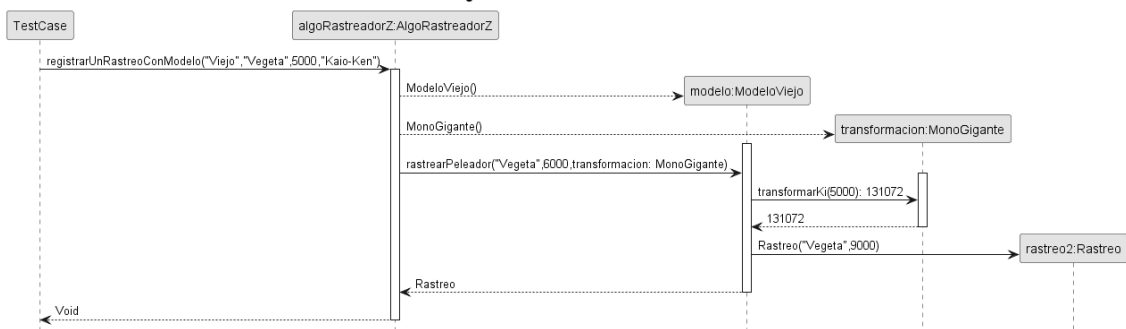 TestCase
algoRastreadorZ:AlgoRastreadorZ
registrarUnRastreoConModelo("Viejo","Vegeta",5000,"Kaio-Ken")
ModeloViejo()
modelo:ModeloViejo
MonoGigante()
transformacion:MonoGigante
rastrearPeleador("Vegeta",6000,transformacion: MonoGigante)
transformarKi(5000): 131072
131072
Rastreo("Vegeta",9000)
rastreo2:Rastreo
Rastreo
Void